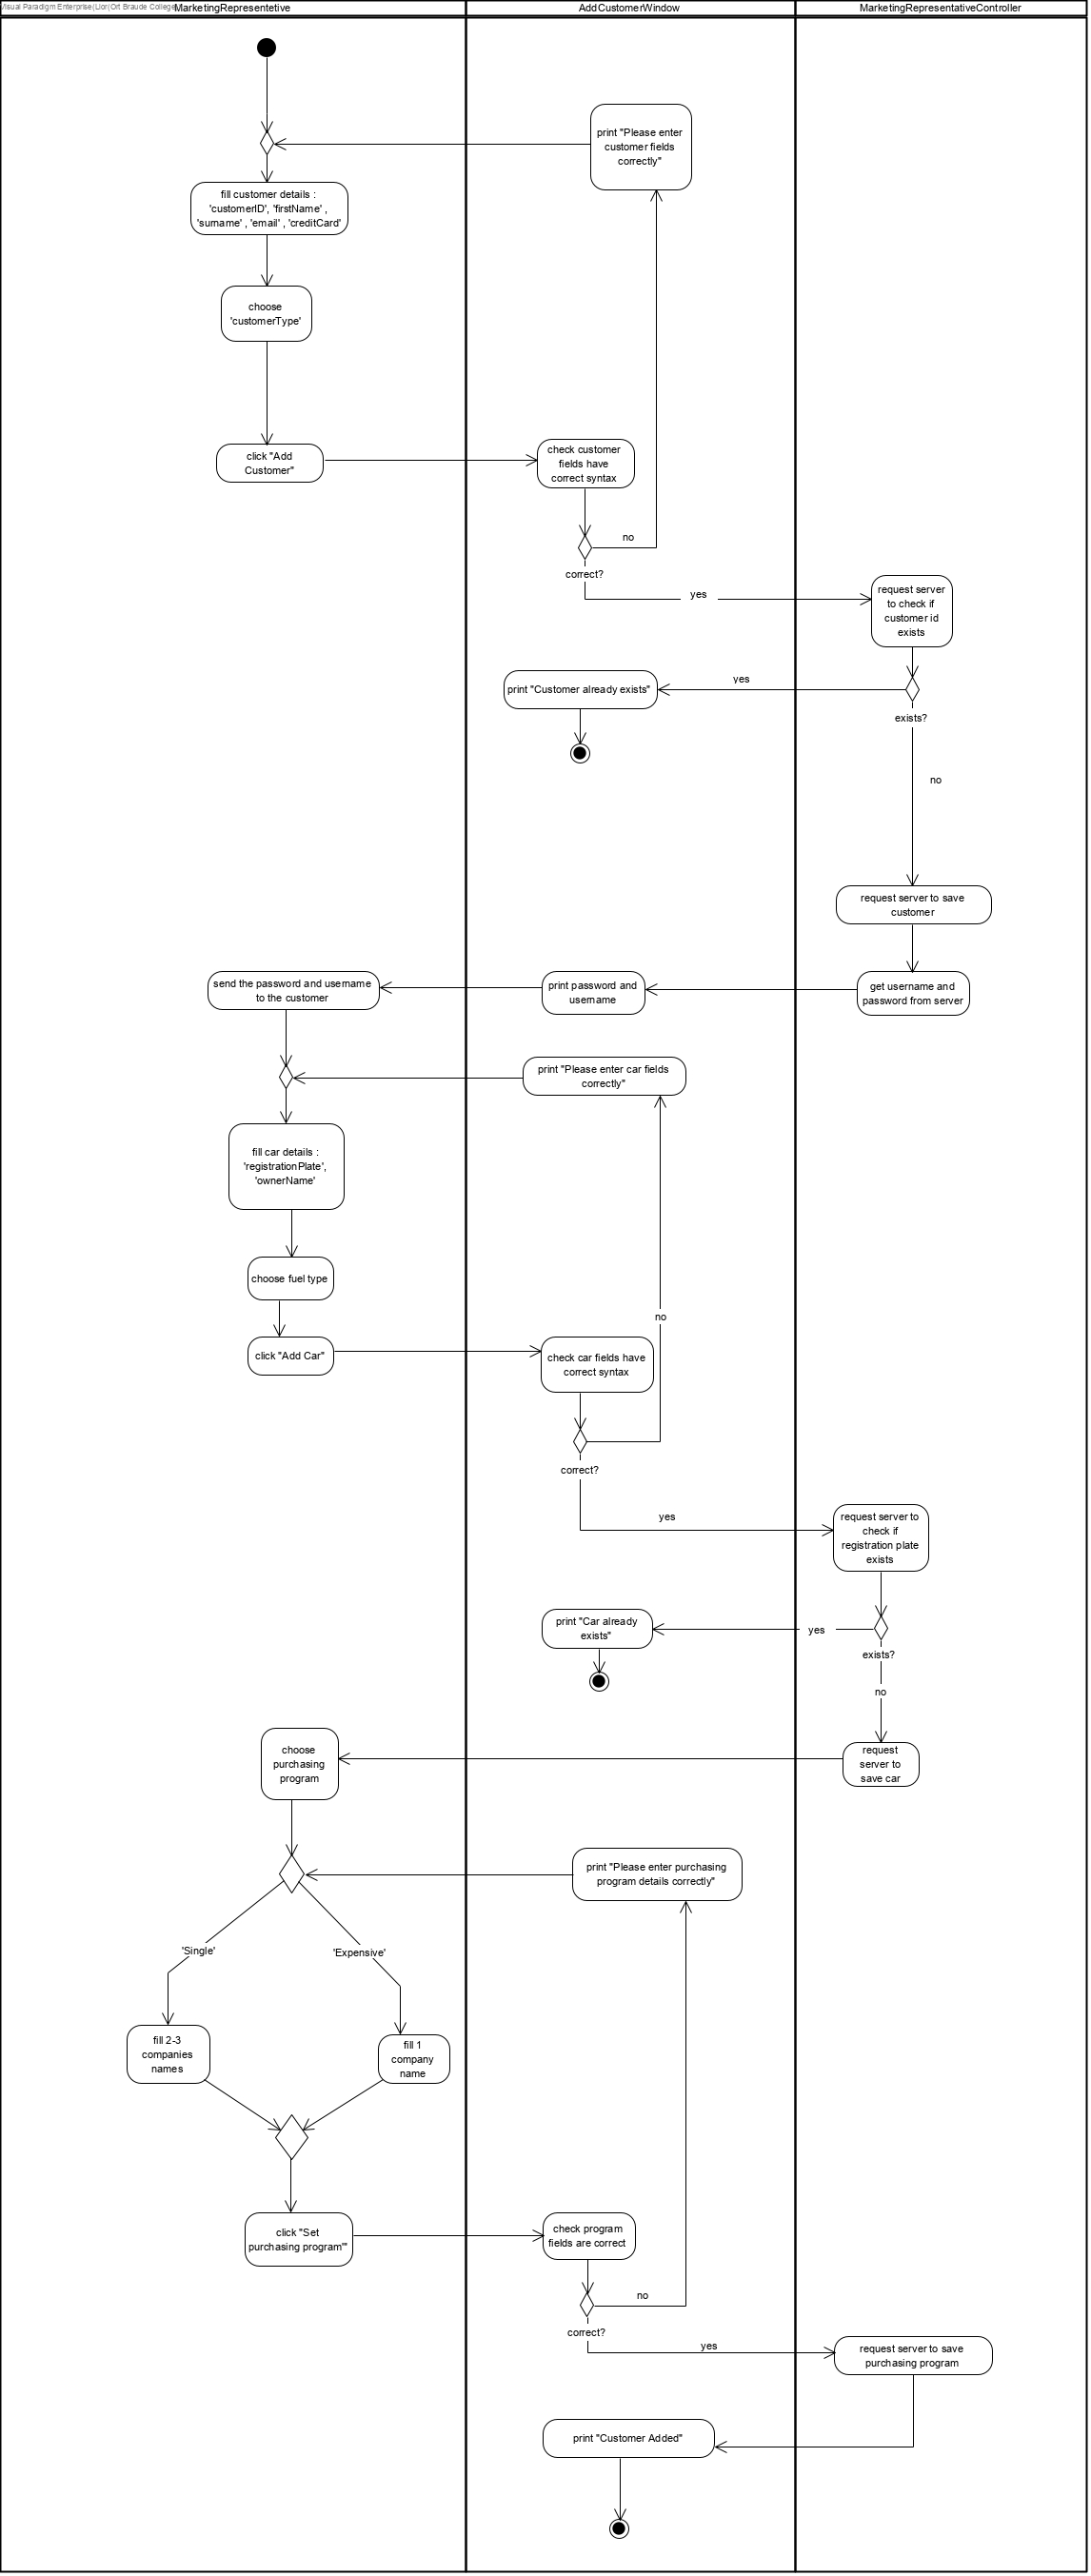 Visual Paradigm Enterprise(Lior(Ort Braude College
MarketingRepresentetive
AddCustomerWindow
MarketingRepresentativeController
print "Please enter
customer fields
correctly"
fill customer details :
'customerID', 'firstName' ,
'surname' , 'email' , 'creditCard'
choose
'customerType'
click "Add
Customer"
check customer
fields have
correct syntax
no
correct?
yes
request server
to check if
customer id
exists
yes
print "Customer already exists"
exists?
no
request server to save
customer
send the password and username
to the customer
print password and
username
get username and
password from server
print "Please enter car fields
correctly"
fill car details :
'registrationPlate',
'ownerName'
choose fuel type
no
click "Add Car"
check car fields have
correct syntax
correct?
yes
request server to
check if
registration plate
exists
print "Car already
exists"
yes
exists?
no
choose
purchasing
program
request
server to
save car
print "Please enter purchasing
program details correctly"
'Single'
'Expensive'
fill 2-3
companies
names
fill 1
company
name
click "Set
purchasing program'"
check program
fields are correct
no
correct?
yes
request server to save
purchasing program
print "Customer Added"